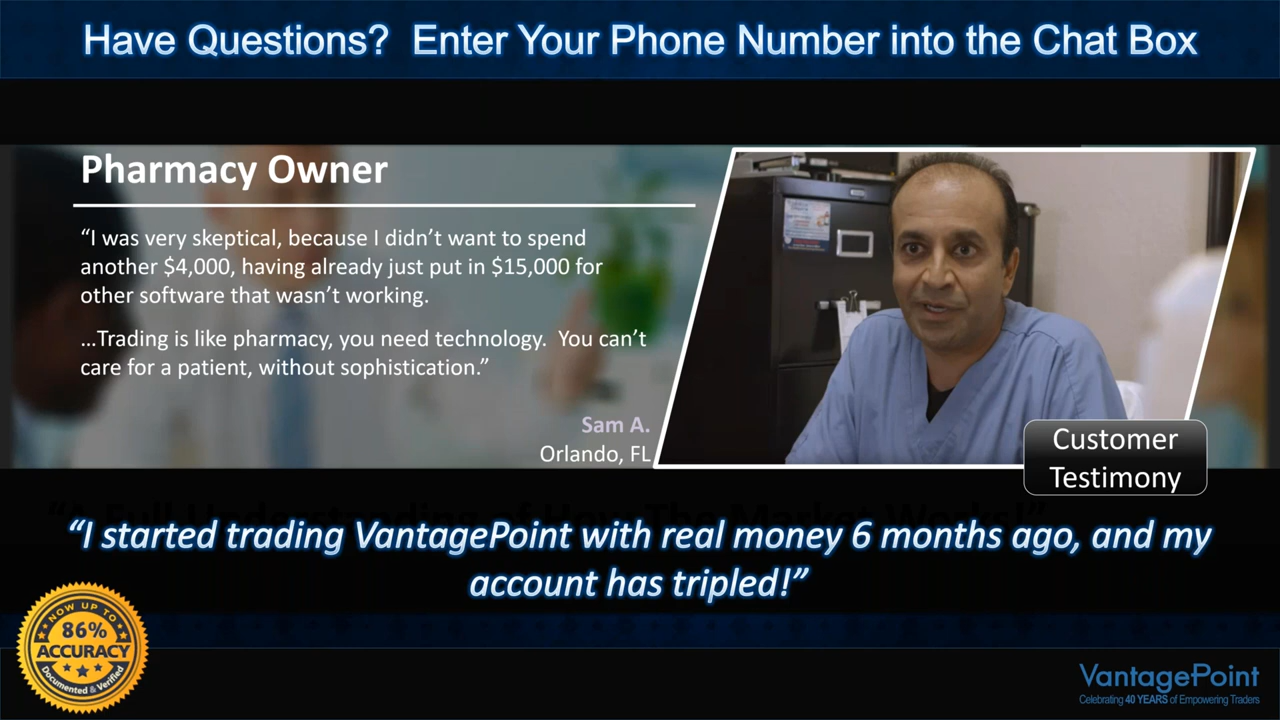 Have Questions? Enter Your Phone Number into the Chat Box
Pharmacy Owner
“I was very skeptical, because I didn’t want to spend
another $4,000, having already just put in $15,000 for
other software that wasn’t working.
…Trading is like pharmacy, you need technology. You can’t
care for a patient, without sophistication.”
Sam A.
Orlando, FL
Customer
Testimony
“I started trading VantagePoint with real money 6 months ago, and my
account has tripled!”
NOW UP TO
86%
ACCURACY
Documented & Verified
VantagePoint
Celebrating 40 YEARS of Empowering Traders